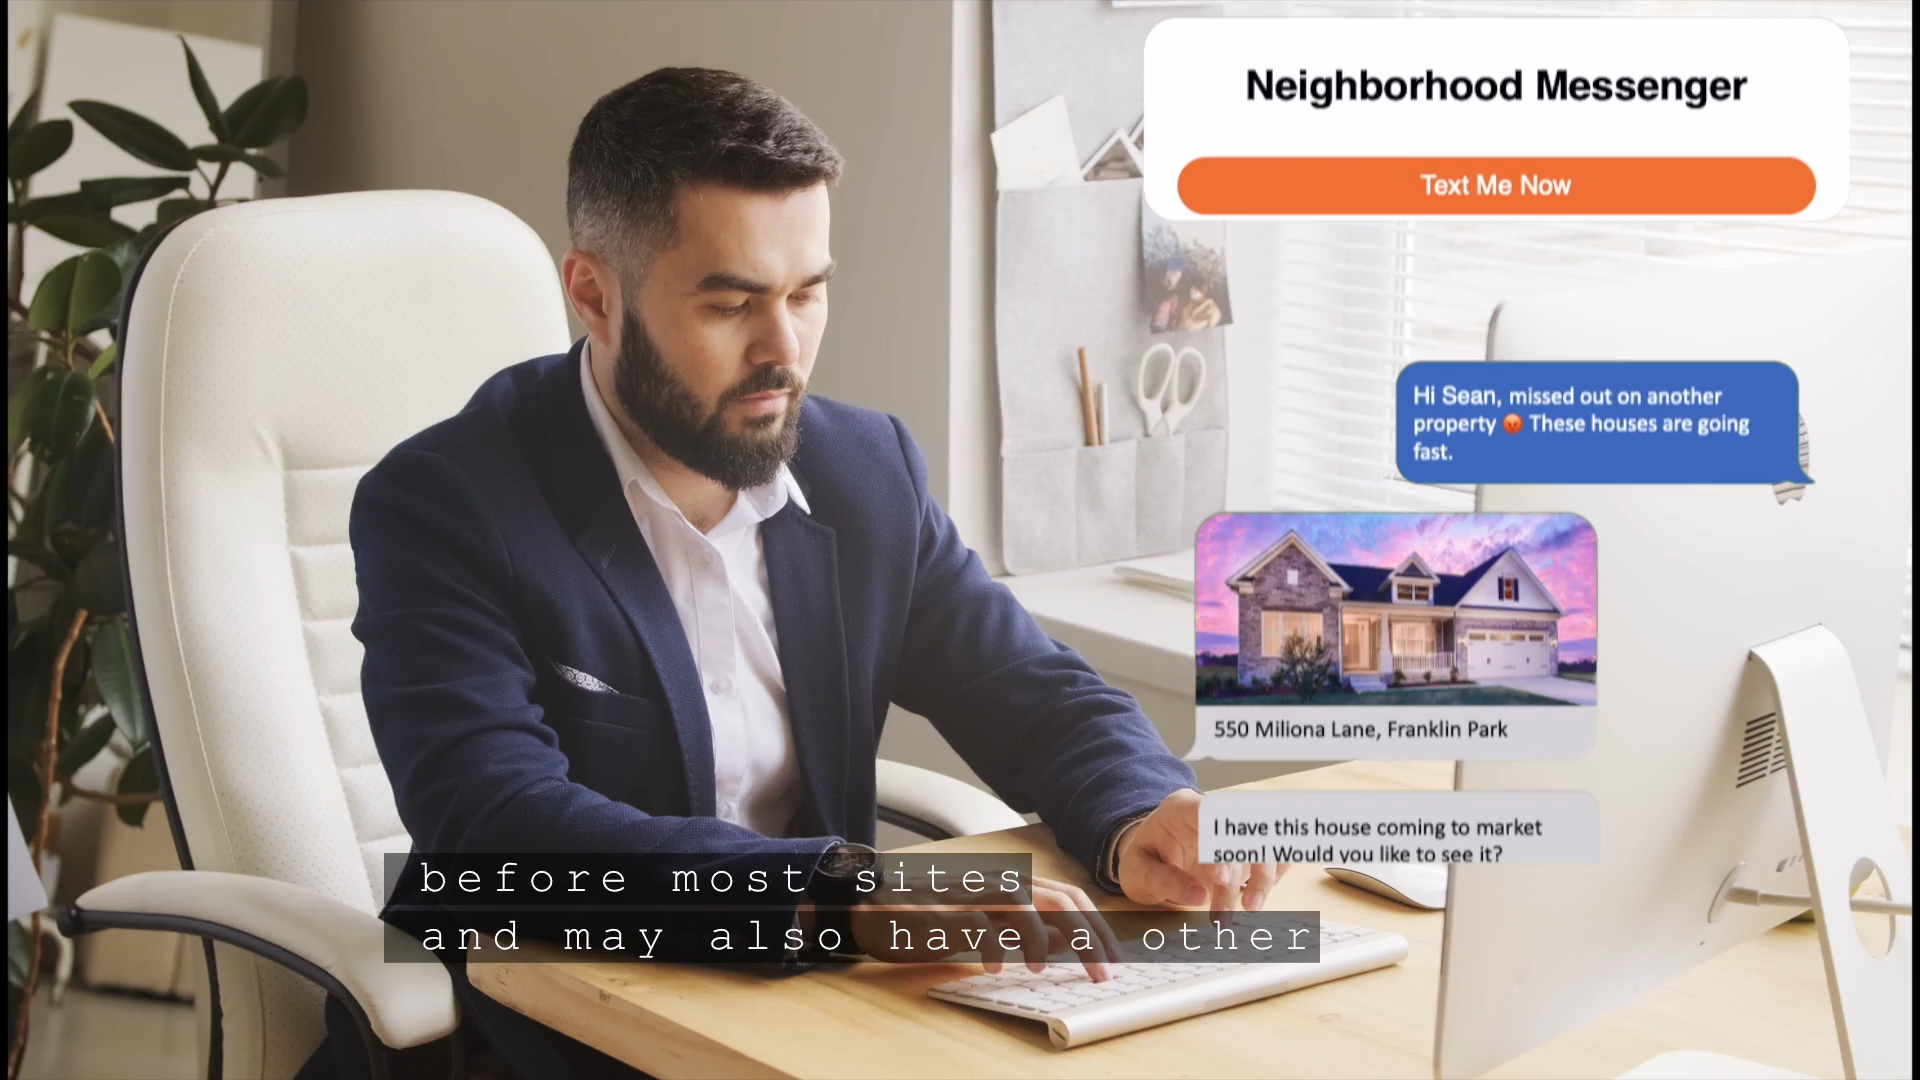 Neighborhood Messenger
Text Me Now
Hi Sean, missed out on another
property 😡 These houses are going
fast.
550 Miliona Lane, Franklin Park
I have this house coming to market
soon! Would you like to see it?
before most sites
and may also have a other